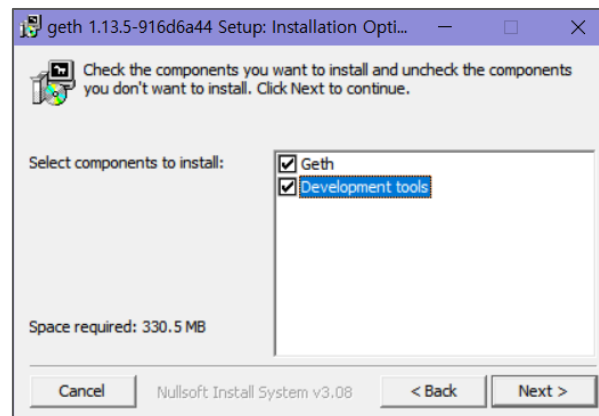 geth 1.13.5-916d6a44 Setup: Installation Opti...
Check the components you want to install and uncheck the components
you don't want to install. Click Next to continue.
Select components to install:
Geth
Development tools
Space required: 330.5 MB
Cancel
Nullsoft Install System v3.08
< Back
Next >